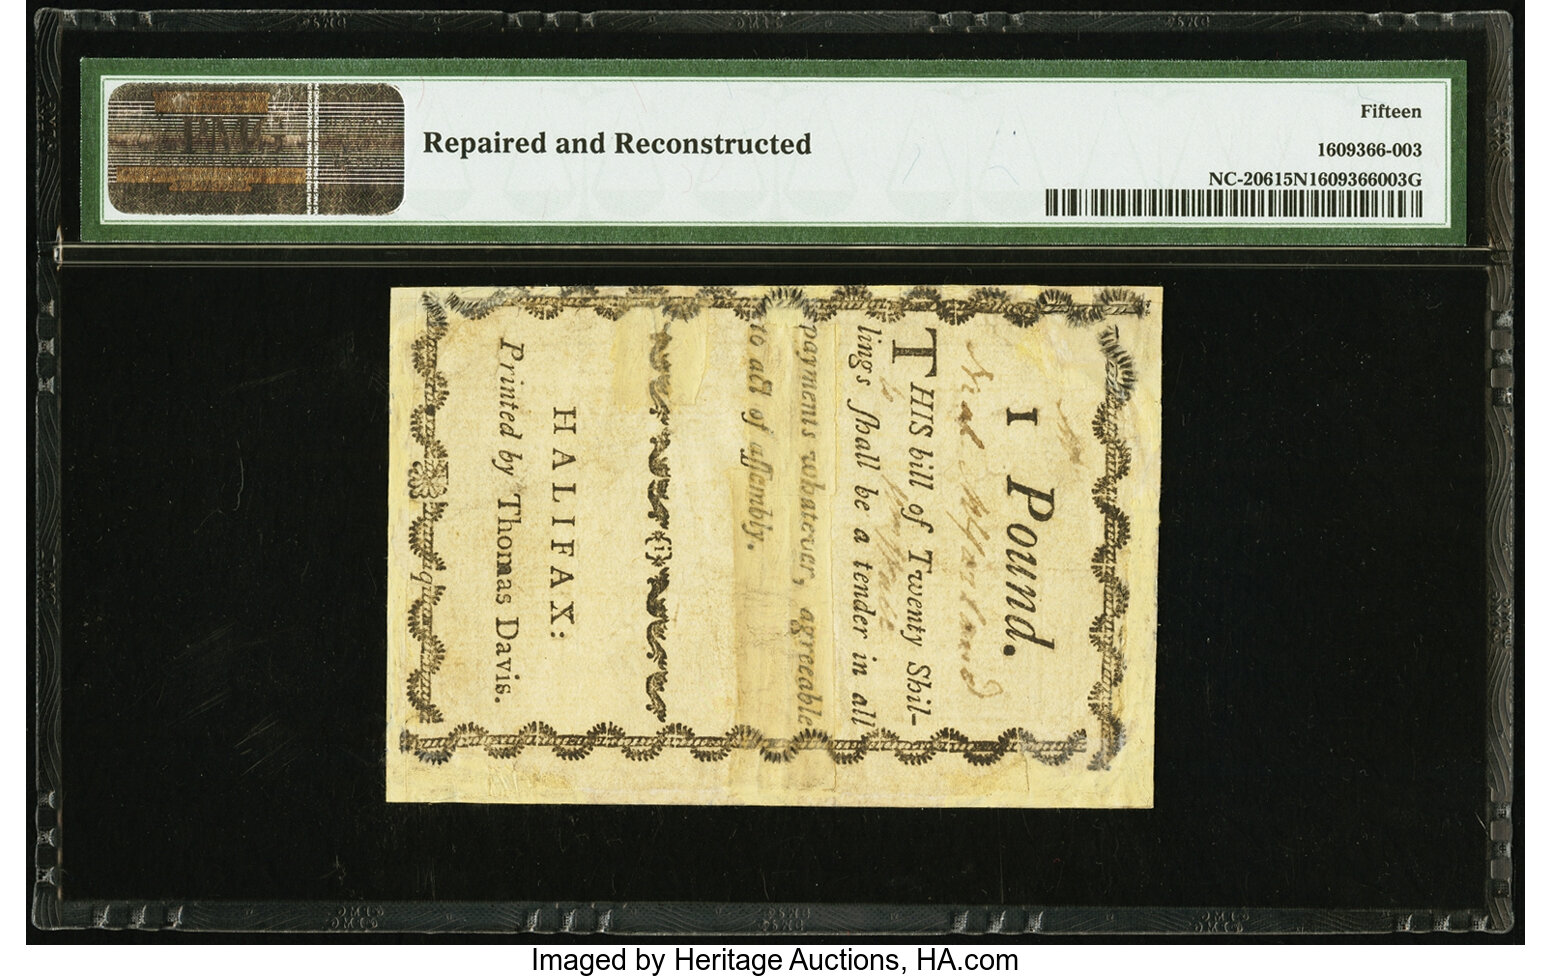 PMG
Repaired and Reconstructed
Fifteen
1609366-003
NC-20615N1609366003G
I Pound.
THIS bill of Twenty Shil-
lings ſhall be a tender in all
payments whatever, agreeable
to act of aſſembly.
HALIFAX:
Printed by Thomas Davis.
Imaged by Heritage Auctions, HA.com